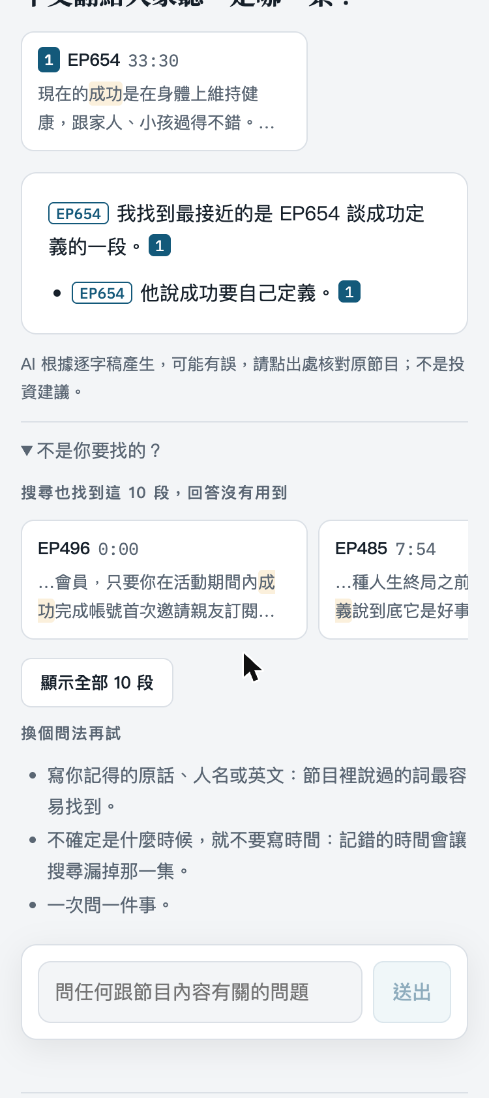 1 EP654 33:30
現在的成功是在身體上維持健
康，跟家人、小孩過得不錯。…
EP654 我找到最接近的是 EP654 談成功定
義的一段。1
• EP654 他說成功要自己定義。1
AI 根據逐字稿產生，可能有誤，請點出處核對原節目；不是投
資建議。
▼不是你要找的？
搜尋也找到這 10 段，回答沒有用到
EP496 0:00
…會員，只要你在活動期間內成
功完成帳號首次邀請親友訂閱…
EP485 7:54
…種人生終局之前
義說到底它是好事
顯示全部 10 段
換個問法再試
• 寫你記得的原話、人名或英文：節目裡說過的詞最容
易找到。
• 不確定是什麼時候，就不要寫時間：記錯的時間會讓
搜尋漏掉那一集。
• 一次問一件事。
問任何跟節目內容有關的問題
送出